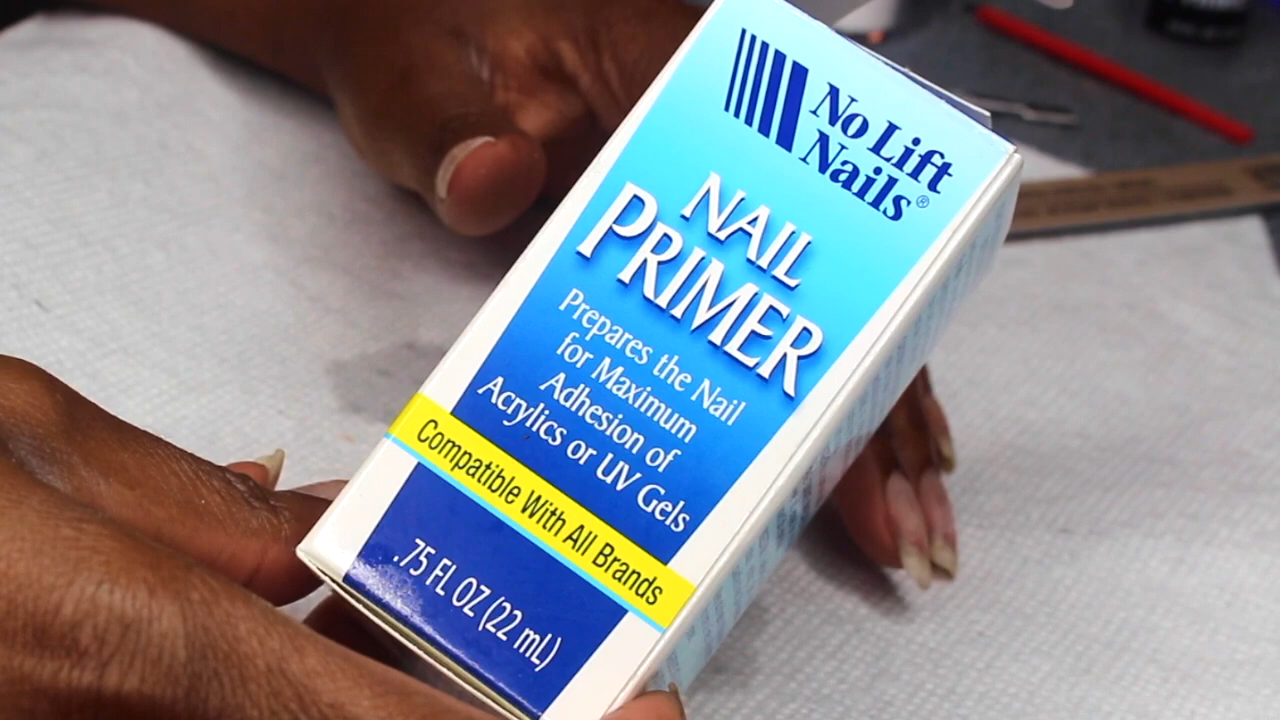 No Lift
Nails®
NAIL
PRIMER
Prepares the Nail
for Maximum
Adhesion of
Acrylics or UV Gels
Compatible With All Brands
.75 FL OZ (22 mL)